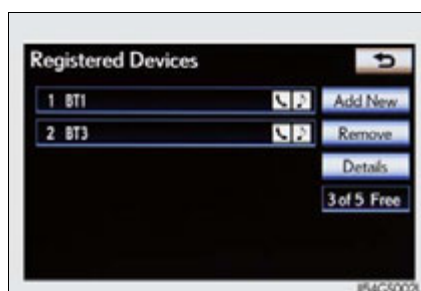 Registered Devices
1 BT1
Add New
2 BT3
Remove
Details
3 of 5 Free